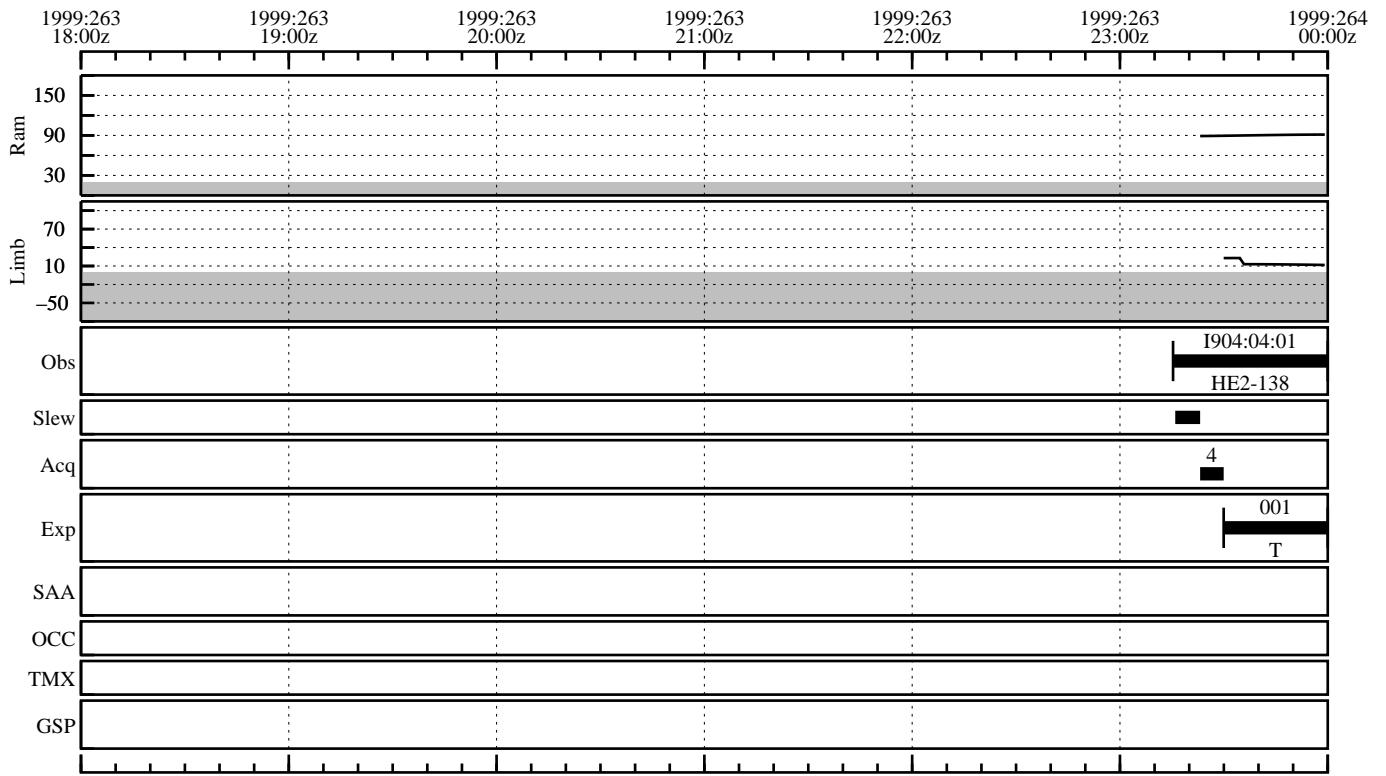 1999:263 1999:263 1999:263 1999:263 1999:263 1999:263 1999:264
18:00z 19:00z 20:00z 21:00z 22:00z 23:00z 00:00z
Ram
150
90
30
Limb
70
10
−50
Obs
I904:04:01
HE2-138
Slew
Acq
4
Exp
001
T
SAA
OCC
TMX
GSP